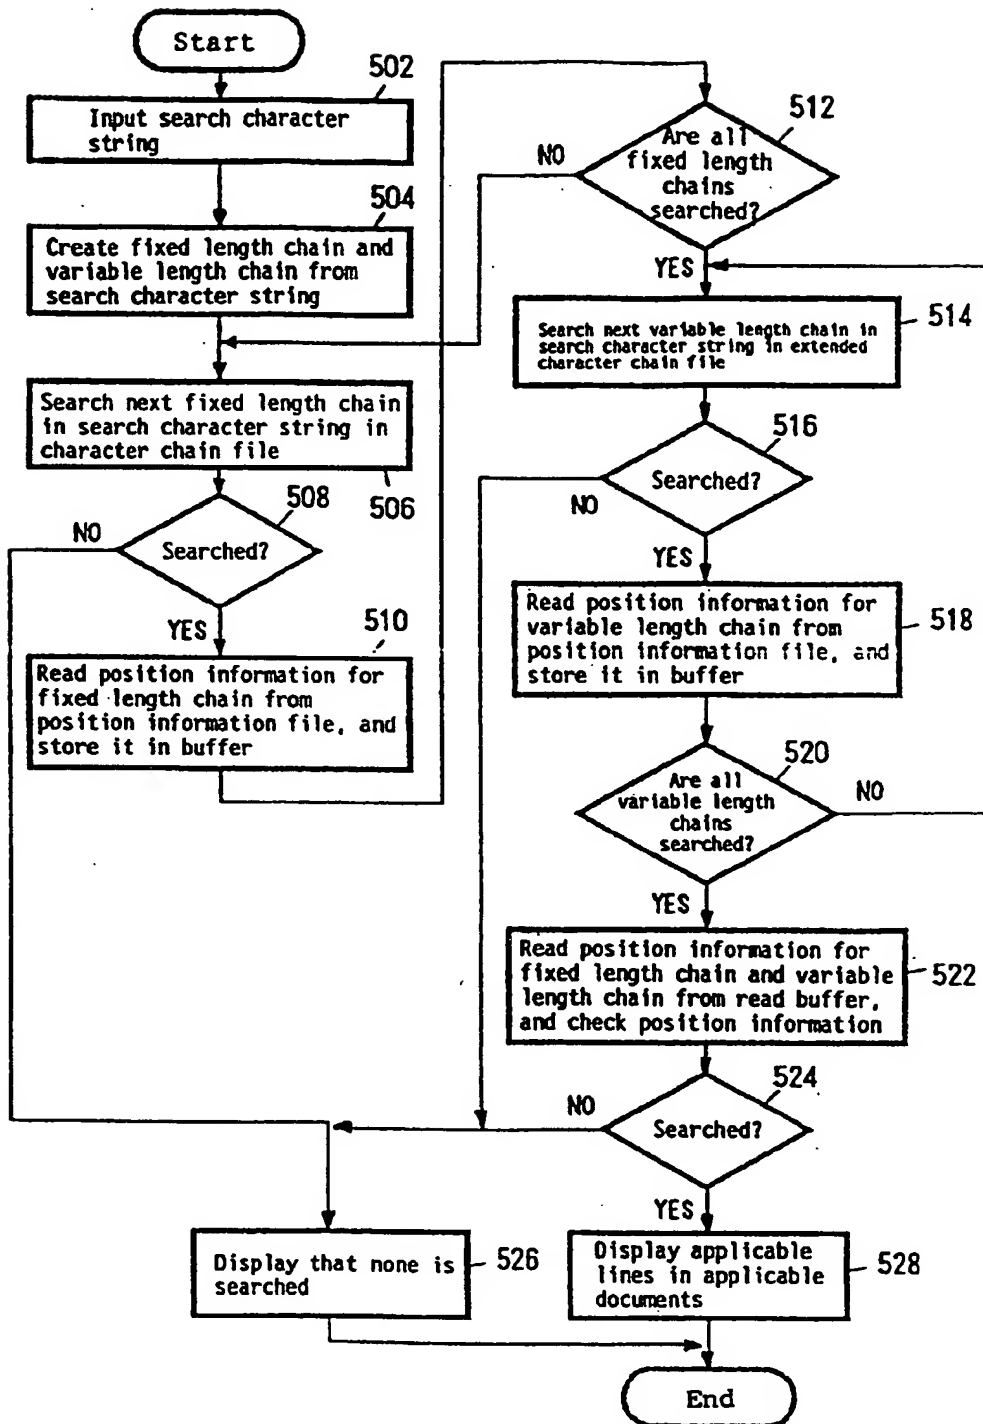 Start
502
Input search character
string
504
Create fixed length chain and
variable length chain from
search character string
Search next fixed length chain
in search character string in
character chain file
506
508
NO
Searched?
YES
510
Read position information for
fixed length chain from
position information file, and
store it in buffer
512
Are all
fixed length
chains
searched?
NO
YES
514
Search next variable length chain in
search character string in extended
character chain file
516
Searched?
NO
YES
Read position information for
variable length chain from
position information file, and
store it in buffer
518
520
Are all
variable length
chains
searched?
NO
YES
Read position information for
fixed length chain and variable
length chain from read buffer,
and check position information
522
524
NO
Searched?
YES
Display that none is
searched
526
Display applicable
lines in applicable
documents
528
End